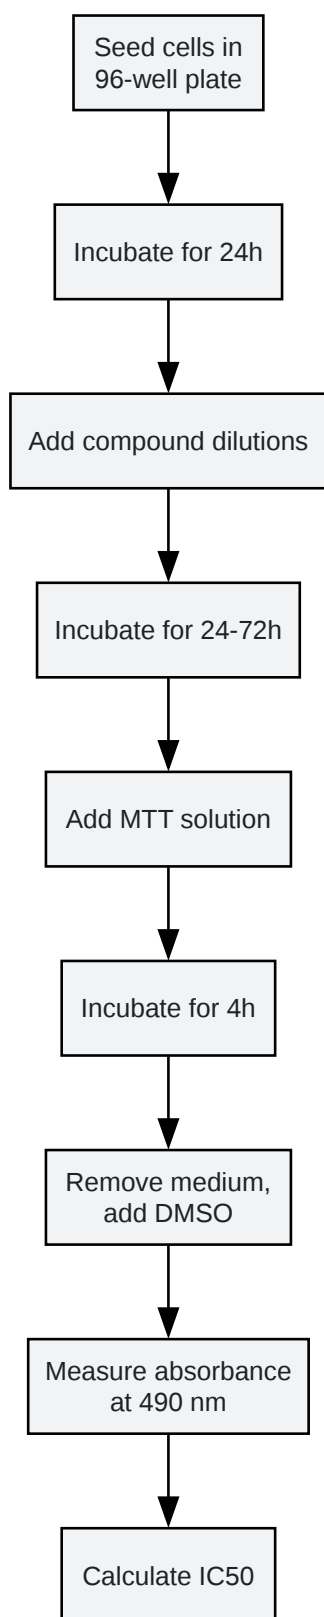 Seed cells in
96-well plate
Incubate for 24h
Add compound dilutions
Incubate for 24-72h
Add MTT solution
Incubate for 4h
Remove medium,
add DMSO
Measure absorbance
at 490 nm
Calculate IC50